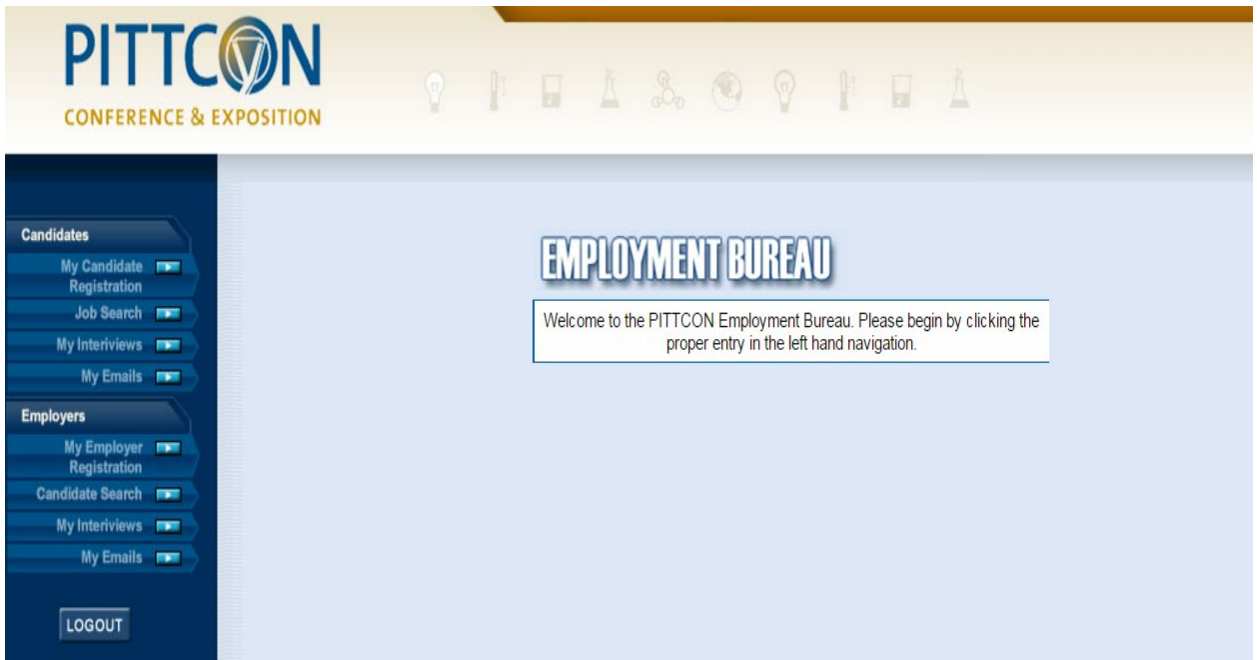 PITTCON
CONFERENCE & EXPOSITION
Candidates
My Candidate
Registration
Job Search
My Interiviews
My Emails
Employers
My Employer
Registration
Candidate Search
My Interiviews
My Emails
LOGOUT
EMPLOYMENT BUREAU
Welcome to the PITTCON Employment Bureau. Please begin by clicking the
proper entry in the left hand navigation.